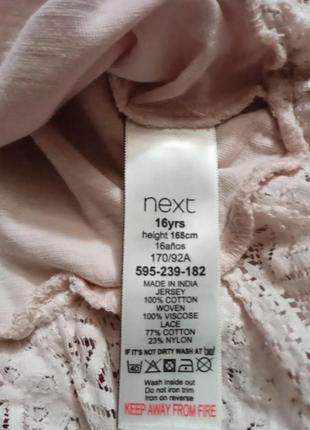 next
16yrs
height 168cm
16años
170/92A
595-239-182
MADE IN INDIA
JERSEY
100% COTTON
WOVEN
100% VISCOSE
LACE
77% COTTON
23% NYLON
IF IT'S NOT DIRTY WASH AT
40
Wash inside out
Do not iron trim
Iron on reverse
KEEP AWAY FROM FIRE